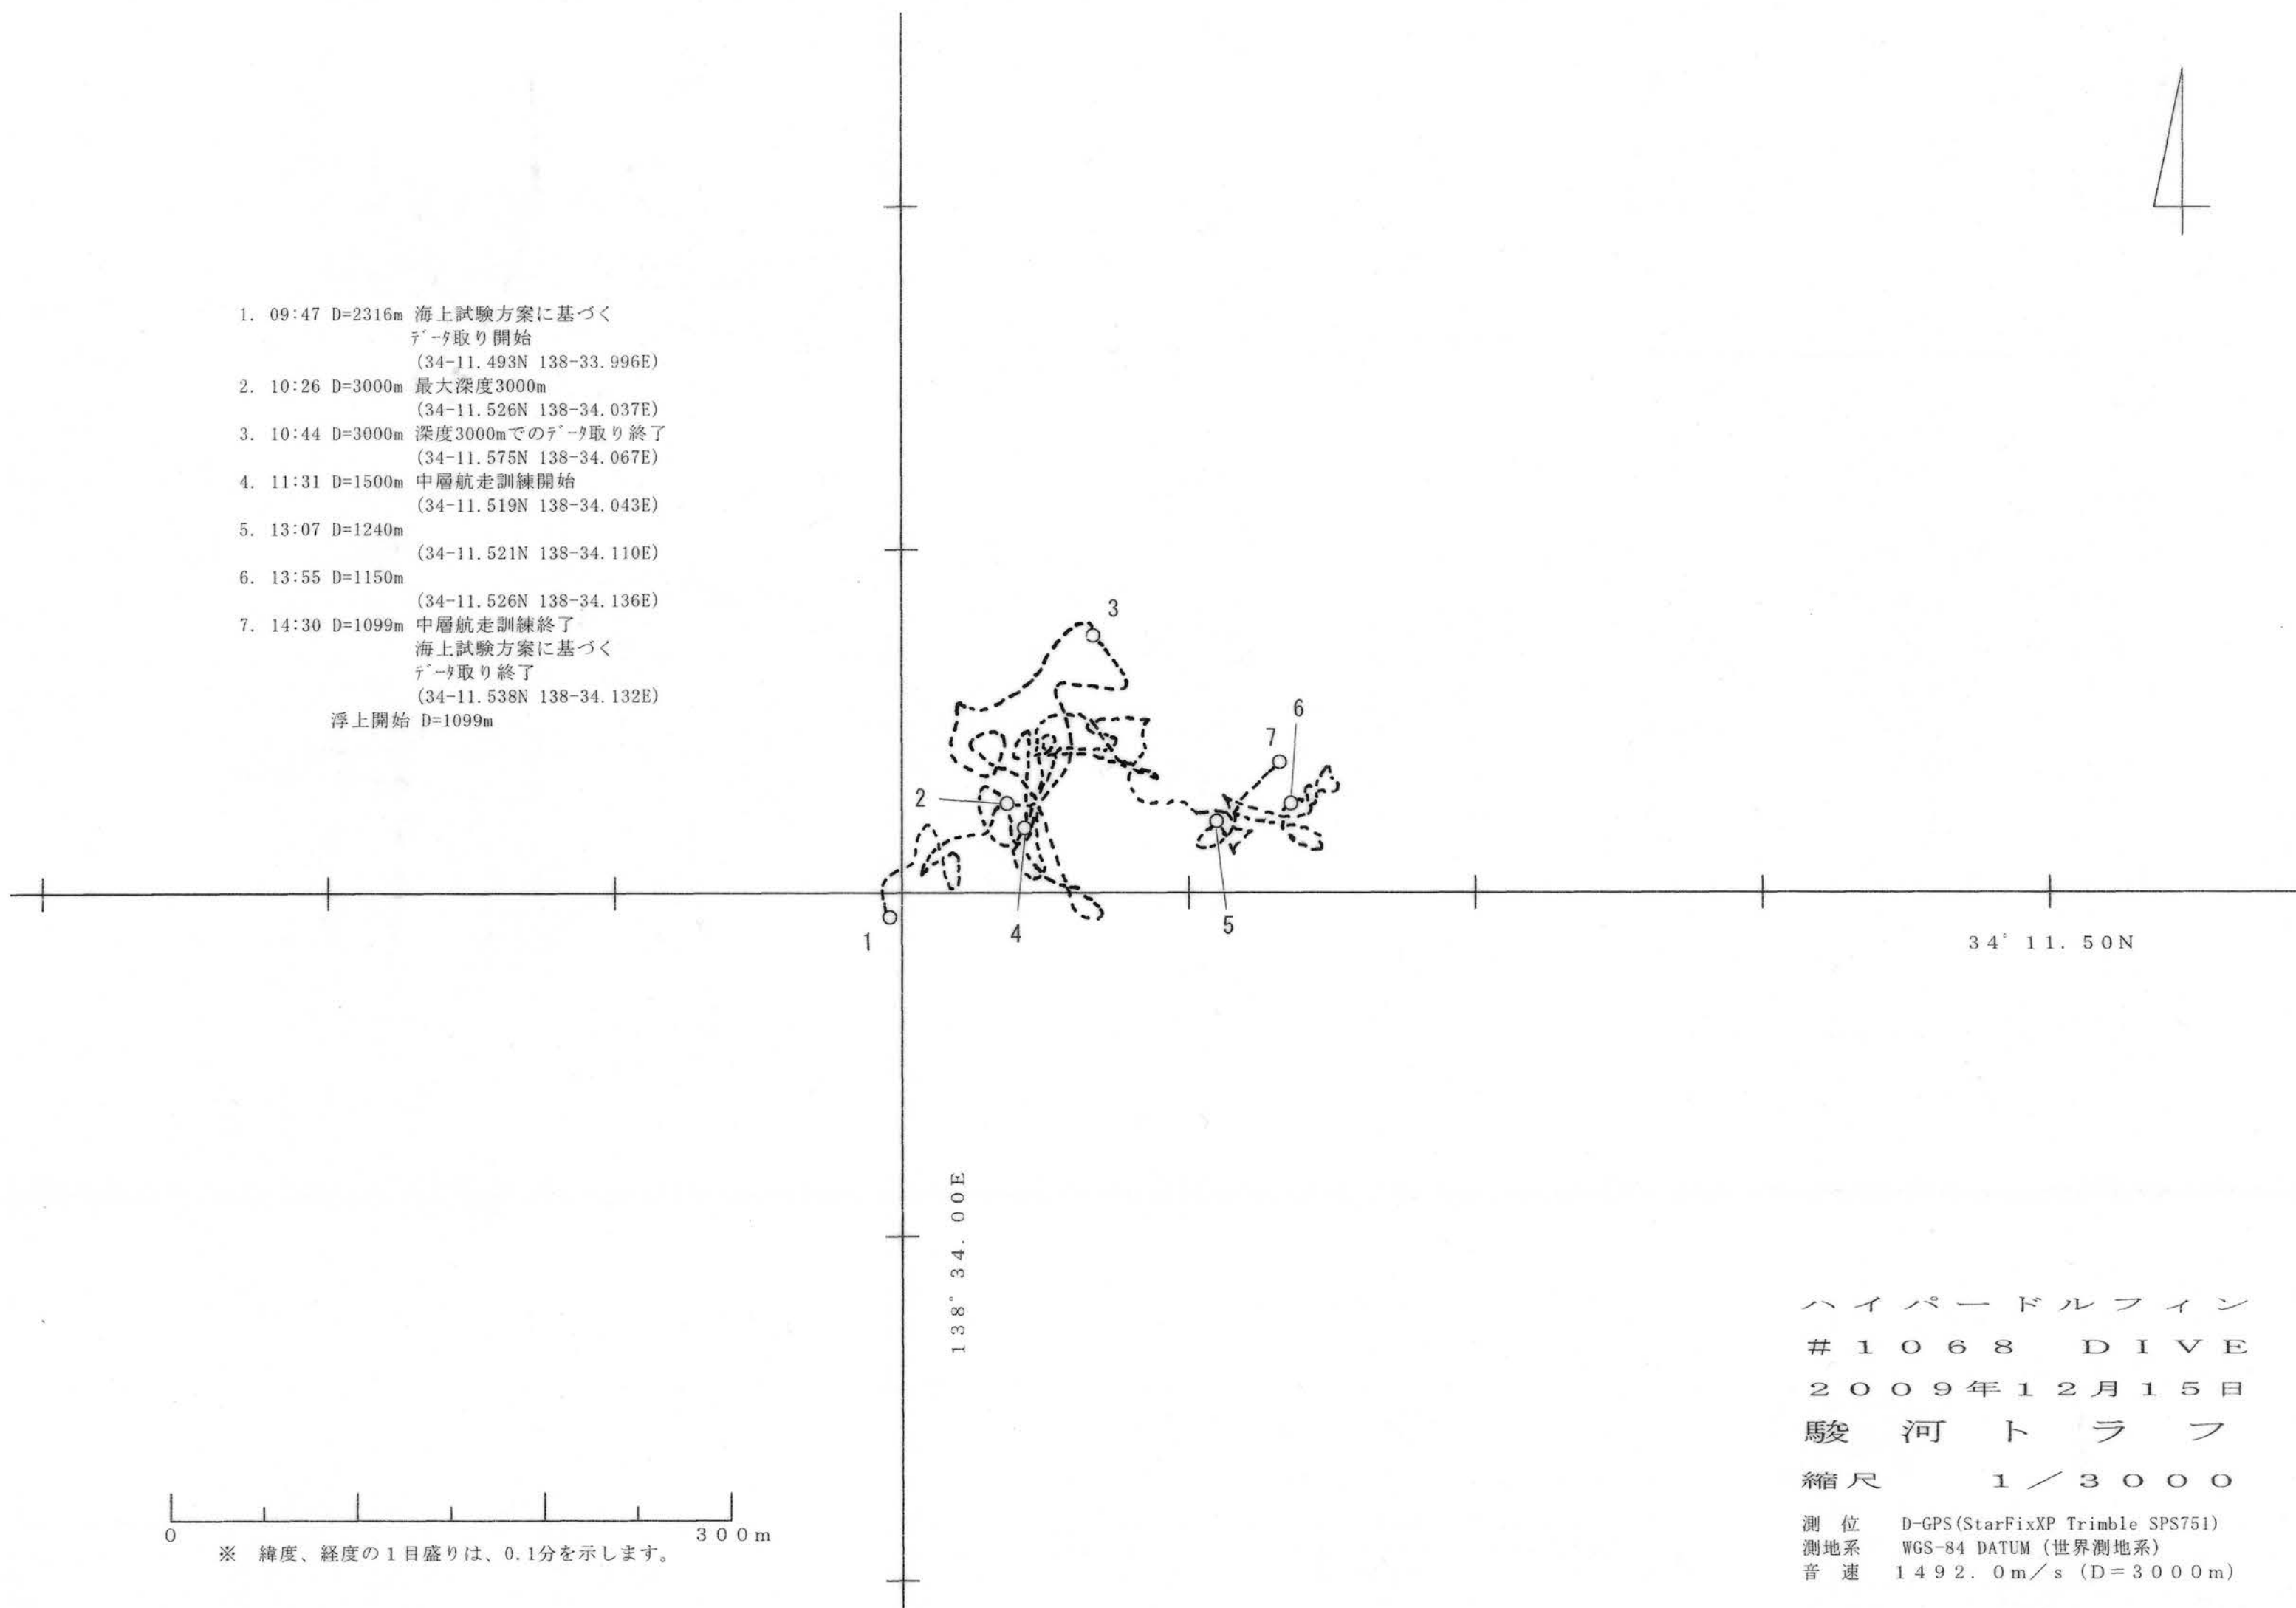 1. 09:47 D=2316m 海上試験方案に基づく
データ取り開始
(34-11.493N 138-33.996E)
2. 10:26 D=3000m 最大深度3000m
(34-11.526N 138-34.037E)
3. 10:44 D=3000m 深度3000mでのデータ取り終了
(34-11.575N 138-34.067E)
4. 11:31 D=1500m 中層航走訓練開始
(34-11.519N 138-34.043E)
5. 13:07 D=1240m
(34-11.521N 138-34.110E)
6. 13:55 D=1150m
(34-11.526N 138-34.136E)
7. 14:30 D=1099m 中層航走訓練終了
海上試験方案に基づく
データ取り終了
(34-11.538N 138-34.132E)
浮上開始 D=1099m
3
6
7
2
1
4
5
34° 11.50N
138° 34.00E
0 300m
※ 緯度、経度の1目盛りは、0.1分を示します。
ハイパードルフィン
#1068 DIVE
2009年12月15日
駿河トラフ
縮尺 1/3000
測位 D-GPS(StarFixXP Trimble SPS751)
測地系 WGS-84 DATUM (世界測地系)
音速 1492.0m/s (D=3000m)